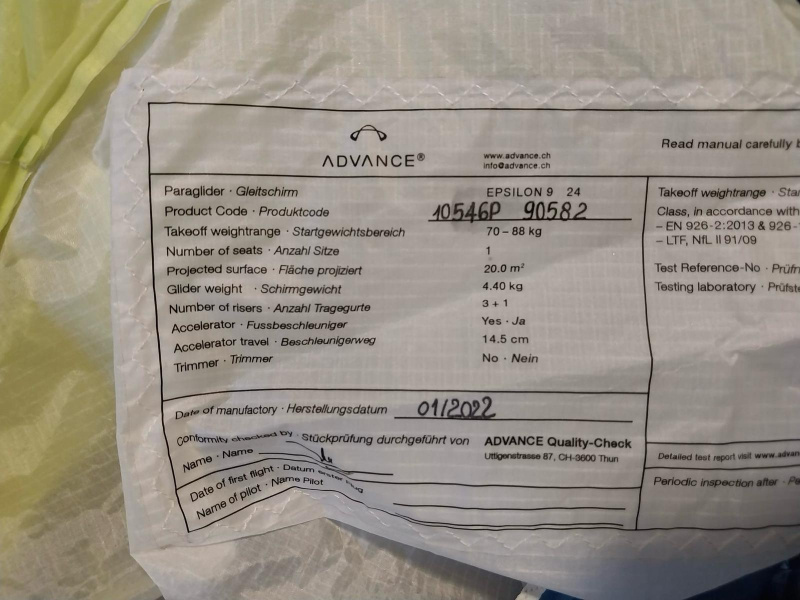 ADVANCE®
www.advance.ch
info@advance.ch
Read manual carefully
Paraglider · Gleitschirm EPSILON 9 24
Product Code · Produktcode 10546P 90582
Takeoff weightrange · Startgewichtsbereich 70 – 88 kg
Number of seats · Anzahl Sitze 1
Projected surface · Fläche projiziert 20.0 m²
Glider weight · Schirmgewicht 4.40 kg
Number of risers · Anzahl Tragegurte 3 + 1
Accelerator · Fussbeschleuniger Yes · Ja
Accelerator travel · Beschleunigerweg 14.5 cm
Trimmer · Trimmer No · Nein
Date of manufactory · Herstellungsdatum 01/2022
Conformity checked by · Stückprüfung durchgeführt von ADVANCE Quality-Check
Uttigenstrasse 87, CH-3600 Thun
Name · Name
Date of first flight · Datum erster Flug
Name of pilot · Name Pilot
Takeoff weightrange ·
Class, in accordance with
– EN 926-2:2013 & 926-
– LTF, NfL II 91/09
Test Reference-No ·
Testing laboratory ·
Detailed test report visit
Periodic inspection after ·